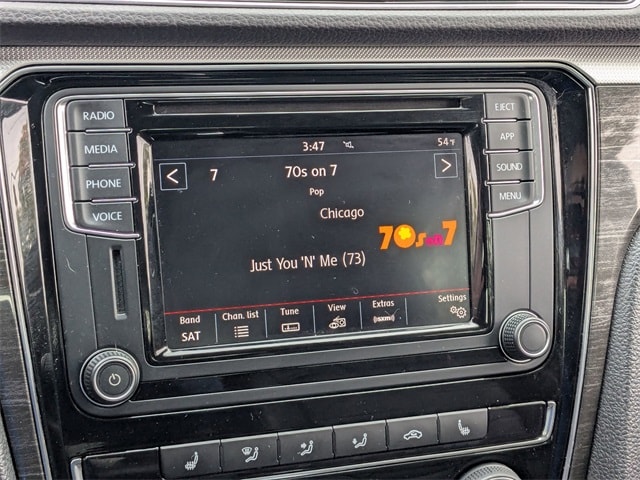 RADIO
MEDIA
PHONE
VOICE
EJECT
APP
SOUND
MENU
3:47 54°F
< 7 70s on 7 >
Pop
Chicago
70s on 7
Just You 'N' Me (73)
Band Chan. list Tune View Extras Settings
SAT
((sxm))